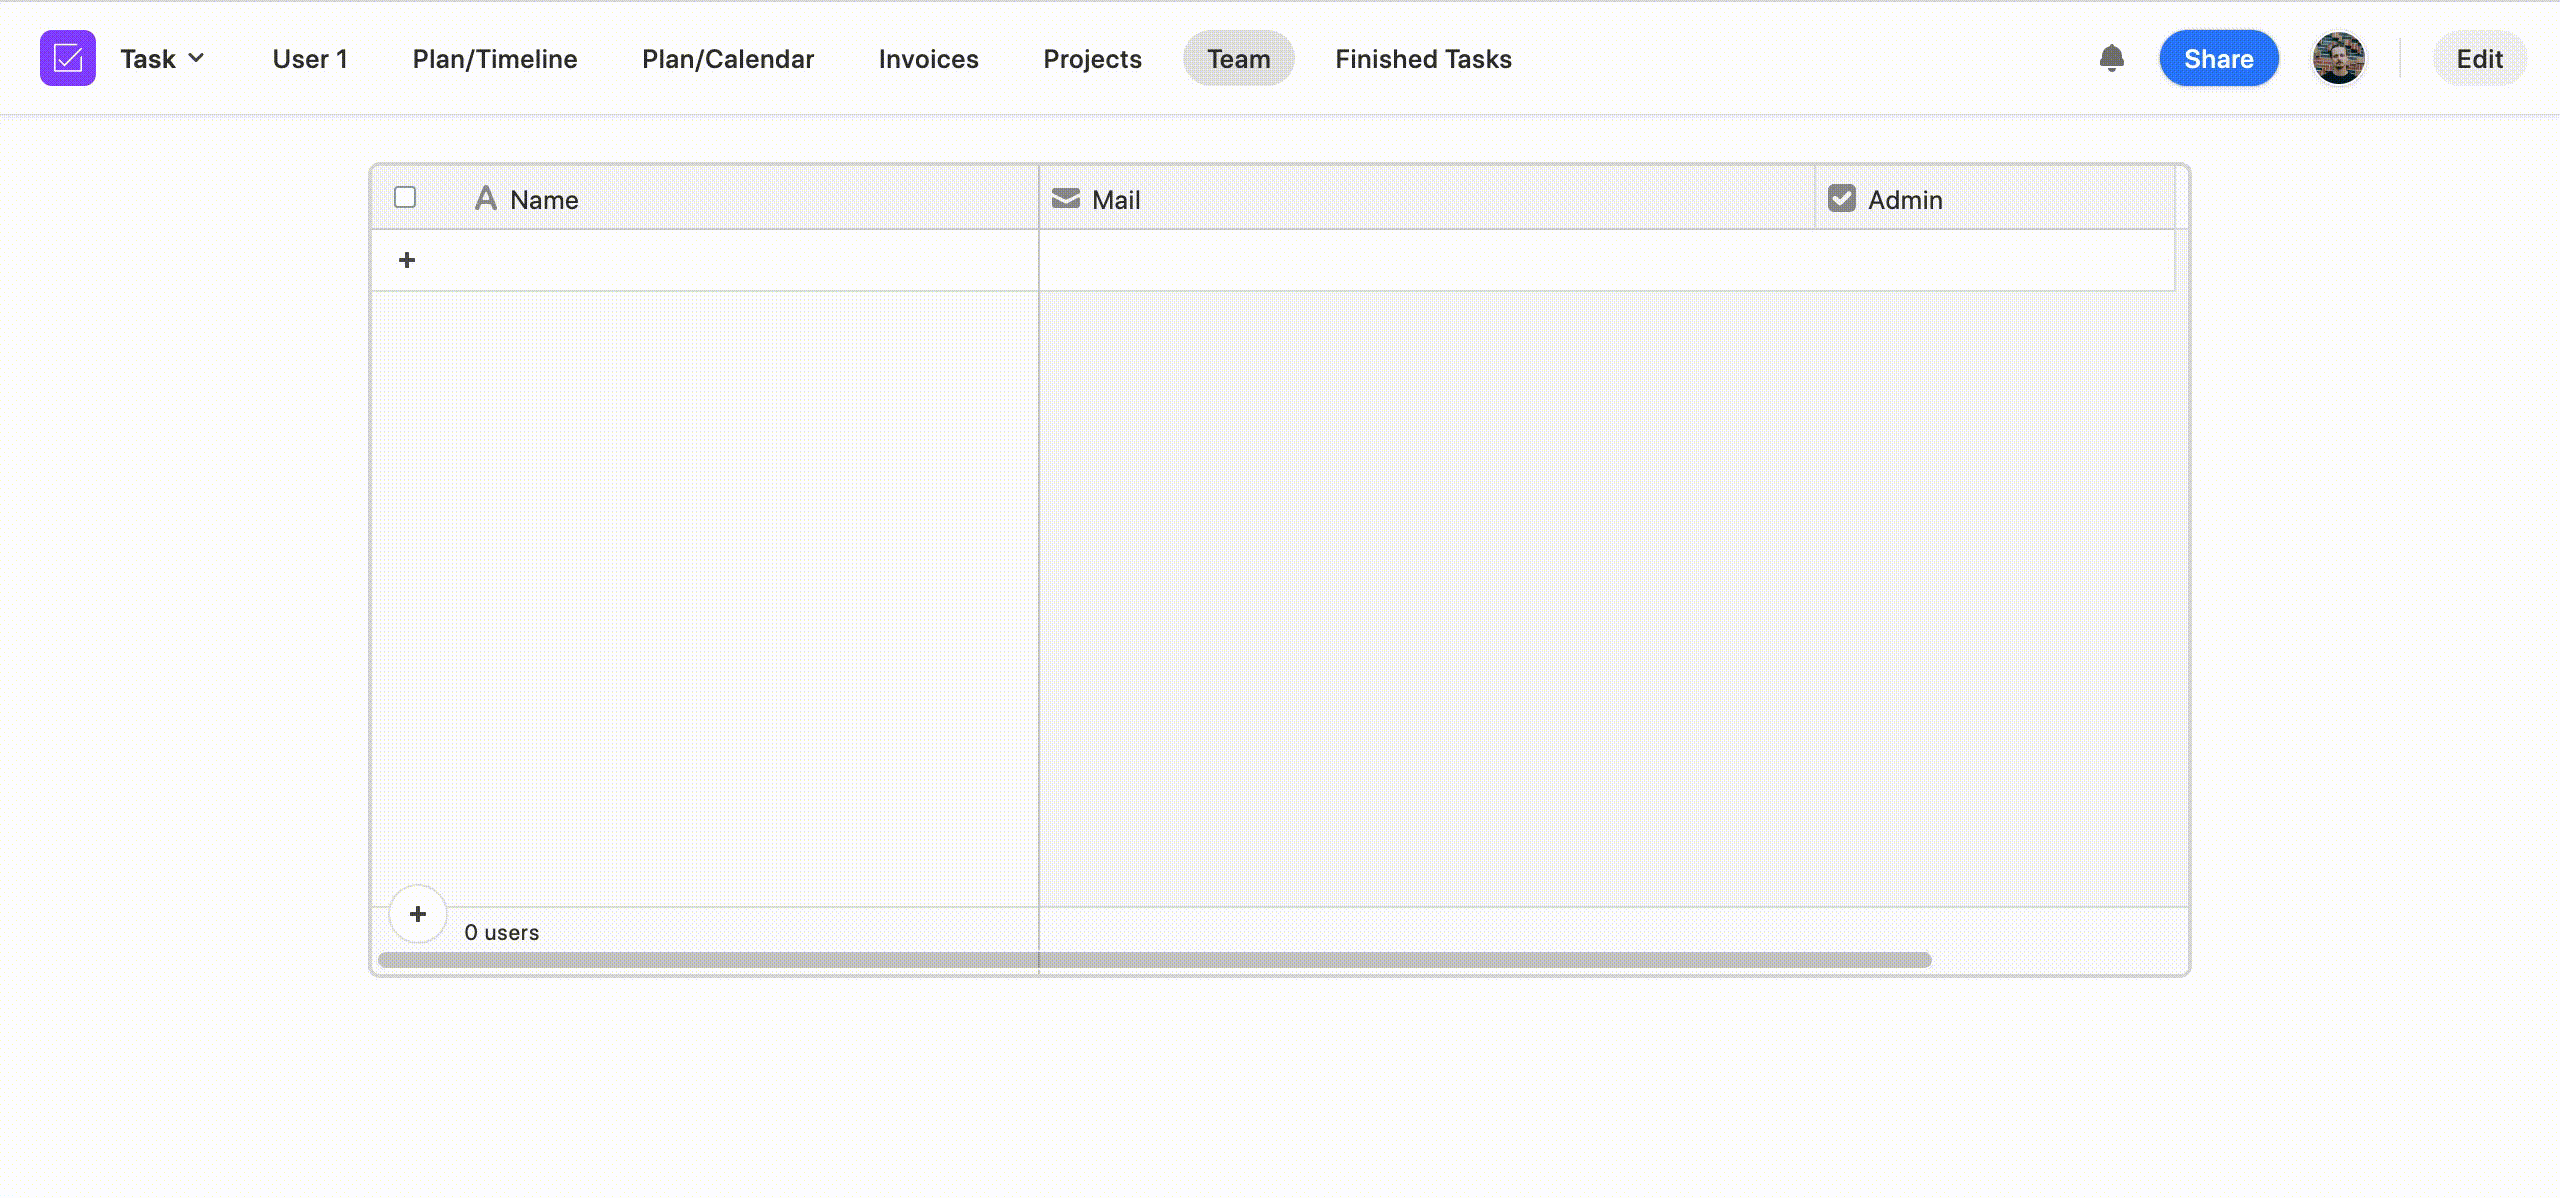 Task User 1 Plan/Timeline Plan/Calendar Invoices Projects Team Finished Tasks Share Edit
Name Mail Admin
0 users